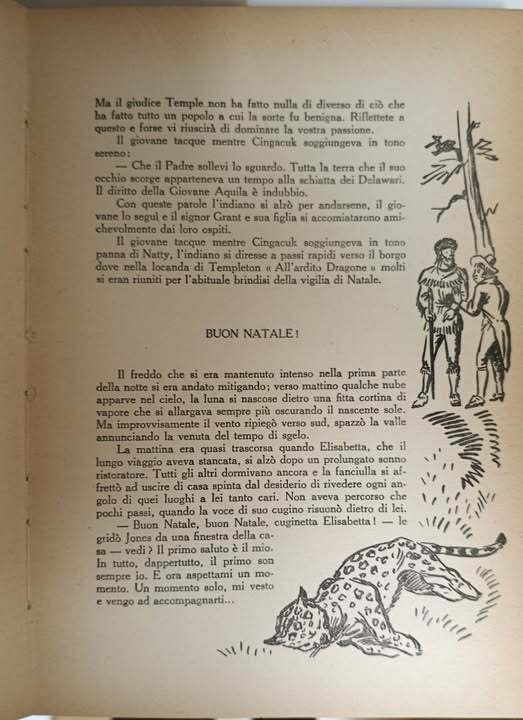 Ma il giudice Temple non ha fatto nulla di diverso di ciò che
ha fatto tutto un popolo a cui la sorte fu benigna. Riflettete a
questo e forse vi riuscirà di dominare la vostra passione.
Il giovane tacque mentre Cingacuk soggiungeva in tono
sereno:
— Che il Padre sollevi lo sguardo. Tutta la terra che il suo
occhio scorge apparteneva un tempo alla schiatta dei Delawari.
Il diritto della Giovane Aquila è indubbio.
Con queste parole l'indiano si alzò per andarsene, il gio-
vane lo seguì e il signor Grant e sua figlia si accomiatarono ami-
chevolmente dai loro ospiti.
Il giovane tacque mentre Cingacuk soggiungeva in tono
panna di Natty, l'indiano si diresse a passi rapidi verso il borgo
dove nella locanda di Templeton « All'ardito Dragone » molti
si eran riuniti per l'abituale brindisi della vigilia di Natale.
BUON NATALE!
Il freddo che si era mantenuto intenso nella prima parte
della notte si era andato mitigando; verso mattino qualche nube
apparve nel cielo, la luna si nascose dietro una fitta cortina di
vapore che si allargava sempre più oscurando il nascente sole.
Ma improvvisamente il vento ripiegò verso sud, spazzò la valle
annunciando la venuta del tempo di sgelo.
La mattina era quasi trascorsa quando Elisabetta, che il
lungo viaggio aveva stancata, si alzò dopo un prolungato sonno
ristoratore. Tutti gli altri dormivano ancora e la fanciulla si af-
frettò ad uscire di casa spinta dal desiderio di rivedere ogni an-
golo di quei luoghi a lei tanto cari. Non aveva percorso che
pochi passi, quando la voce di suo cugino risuonò dietro di lei.
— Buon Natale, buon Natale, cuginetta Elisabetta! — le
gridò Jones da una finestra della ca-
sa — vedi? Il primo saluto è il mio.
In tutto, dappertutto, il primo son
sempre io. E ora aspettami un mo-
mento. Un momento solo, mi vesto
e vengo ad accompagnarti...